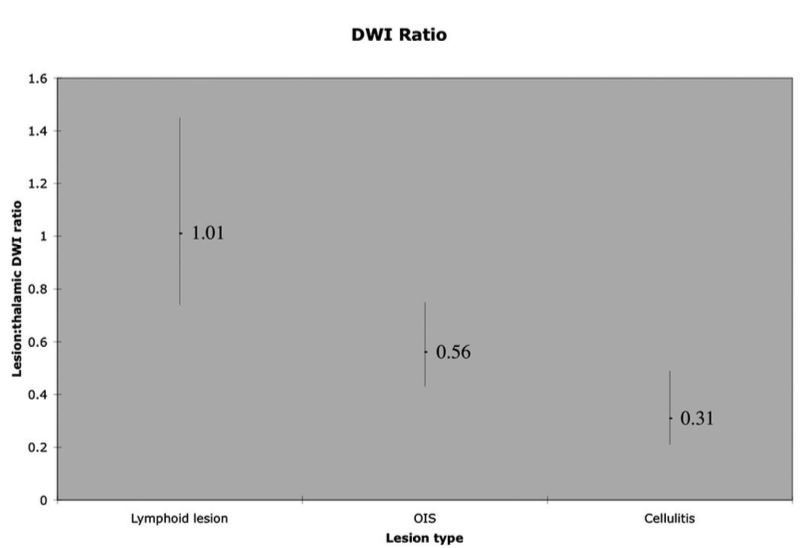 DWI Ratio
1.6
1.4
1.2
1
0.8
0.6
0.4
0.2
0
Lesion:thalamic DWI ratio
1.01
0.56
0.31
Lymphoid lesion
OIS
Cellulitis
Lesion type